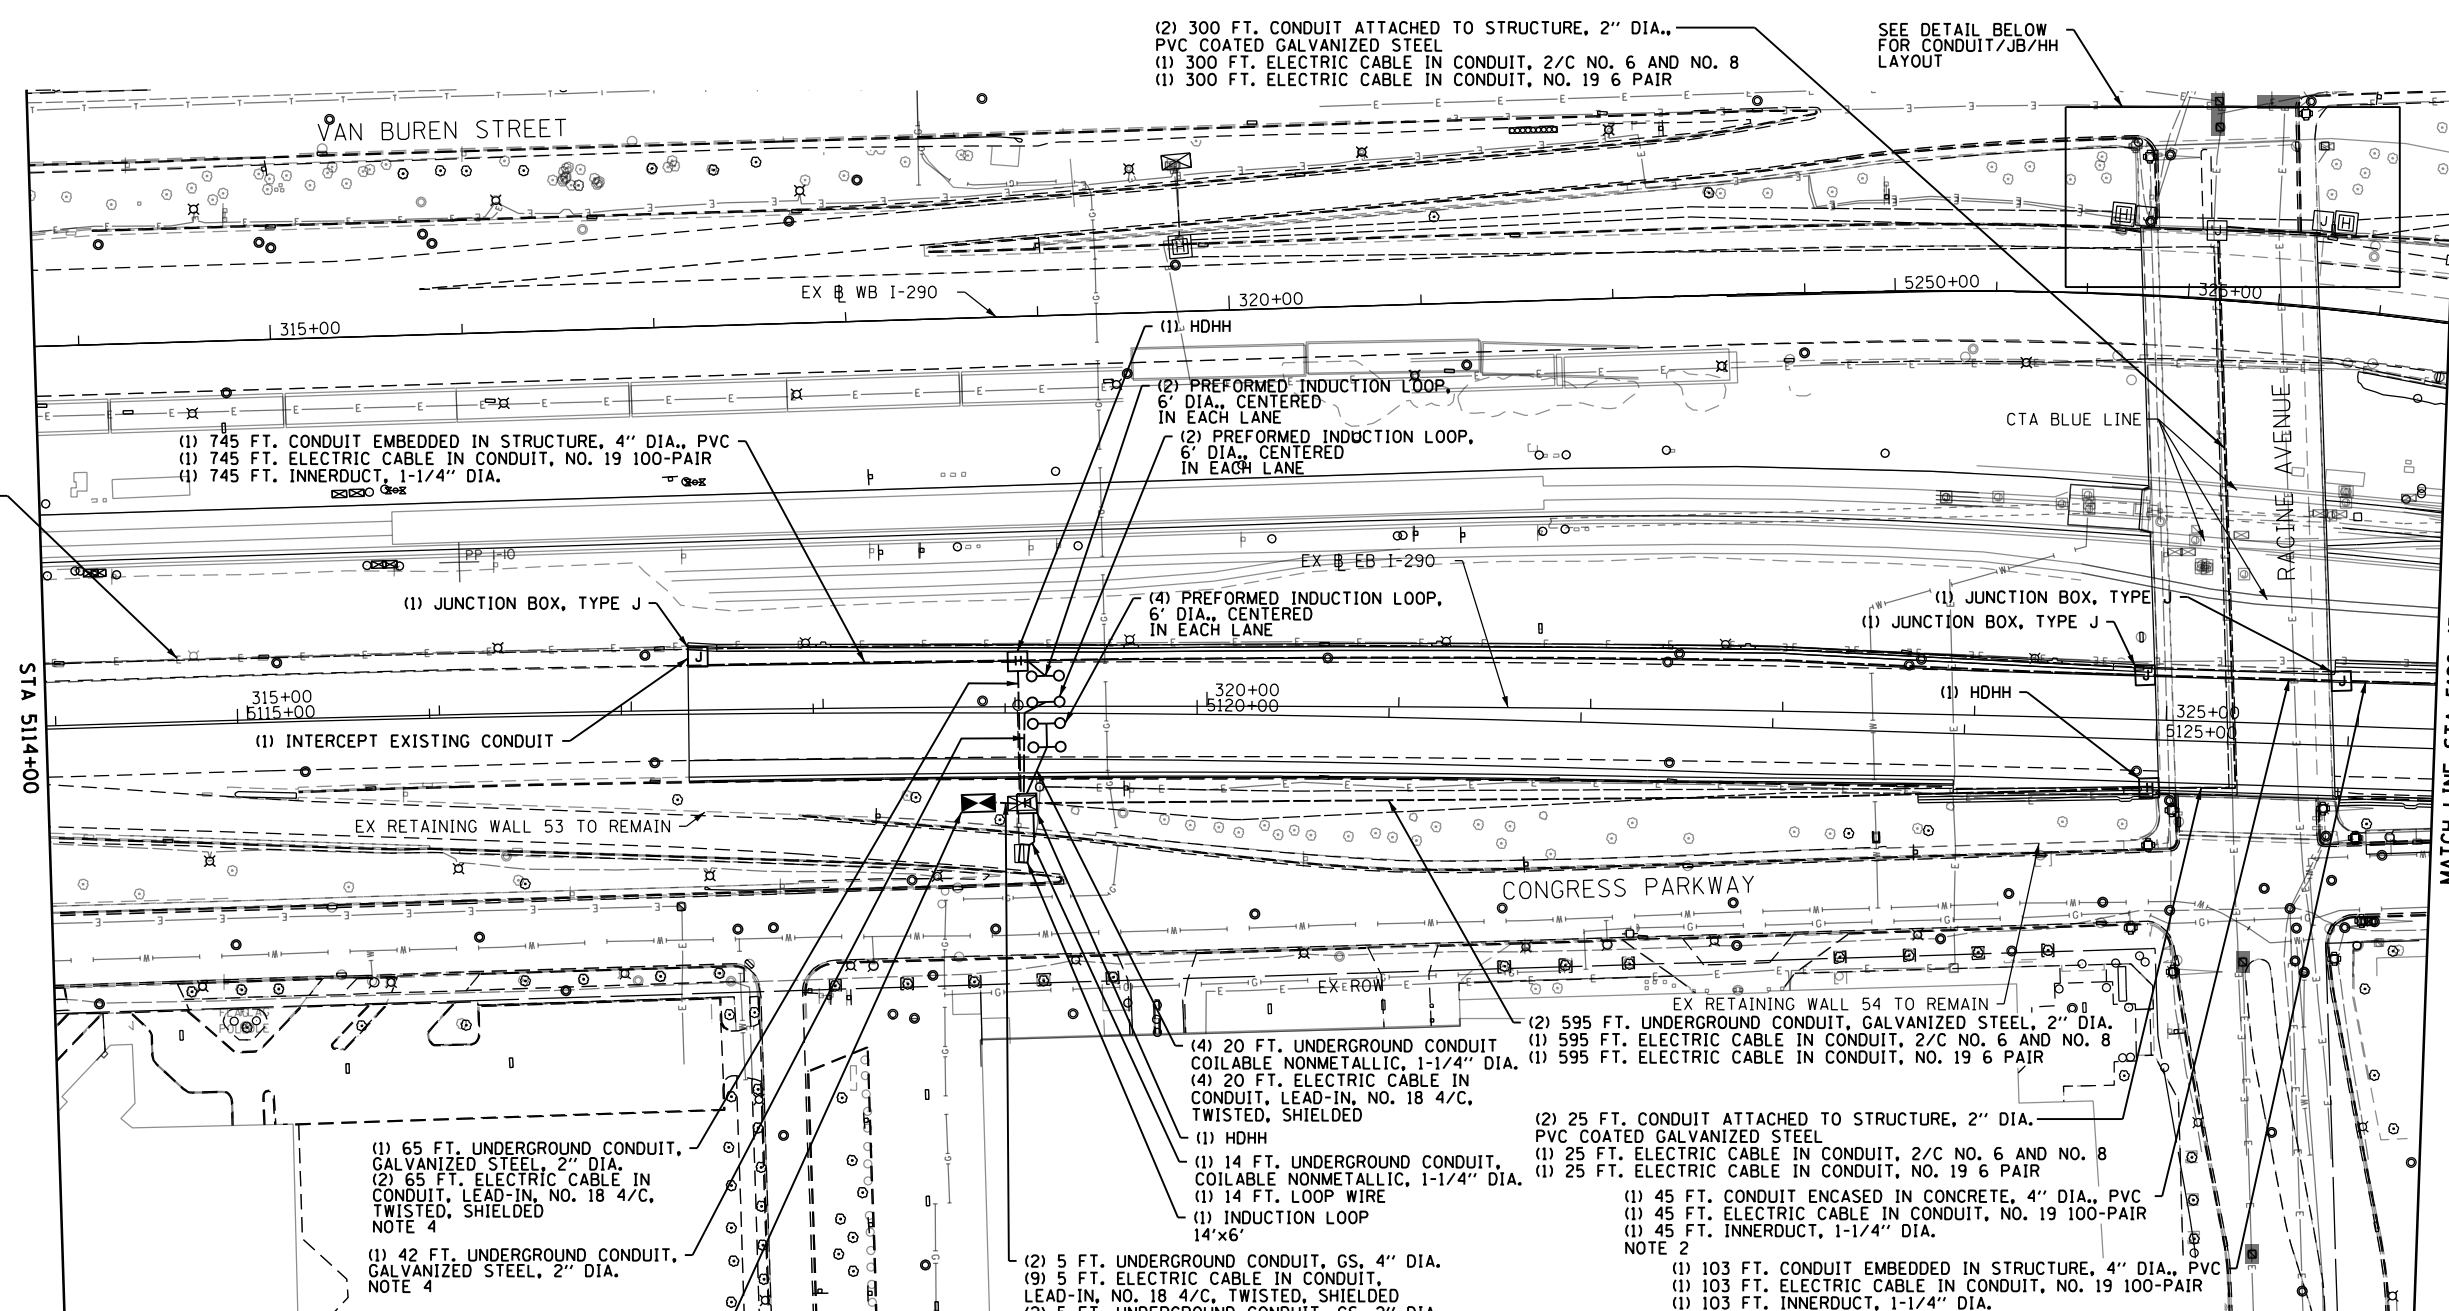 (2) 300 FT. CONDUIT ATTACHED TO STRUCTURE, 2'' DIA.,
PVC COATED GALVANIZED STEEL
(1) 300 FT. ELECTRIC CABLE IN CONDUIT, 2/C NO. 6 AND NO. 8
(1) 300 FT. ELECTRIC CABLE IN CONDUIT, NO. 19 6 PAIR
SEE DETAIL BELOW
FOR CONDUIT/JB/HH
LAYOUT
VAN BUREN STREET
EX B WB I-290
315+00
320+00
5250+00
325+00
(1) HDHH
(2) PREFORMED INDUCTION LOOP,
6' DIA., CENTERED
IN EACH LANE
(2) PREFORMED INDUCTION LOOP,
6' DIA., CENTERED
IN EACH LANE
CTA BLUE LINE
RACINE AVENUE
(1) 745 FT. CONDUIT EMBEDDED IN STRUCTURE, 4'' DIA., PVC
(1) 745 FT. ELECTRIC CABLE IN CONDUIT, NO. 19 100-PAIR
(1) 745 FT. INNERDUCT, 1-1/4'' DIA.
PP I-10
EX B EB I-290
(1) JUNCTION BOX, TYPE J
(4) PREFORMED INDUCTION LOOP,
6' DIA., CENTERED
IN EACH LANE
(1) JUNCTION BOX, TYPE J
(1) JUNCTION BOX, TYPE J
STA 5114+00
315+00
5115+00
320+00
5120+00
(1) HDHH
325+00
5125+00
(1) INTERCEPT EXISTING CONDUIT
EX RETAINING WALL 53 TO REMAIN
CONGRESS PARKWAY
EX ROW
EX RETAINING WALL 54 TO REMAIN
(2) 595 FT. UNDERGROUND CONDUIT, GALVANIZED STEEL, 2'' DIA.
(1) 595 FT. ELECTRIC CABLE IN CONDUIT, 2/C NO. 6 AND NO. 8
(1) 595 FT. ELECTRIC CABLE IN CONDUIT, NO. 19 6 PAIR
(4) 20 FT. UNDERGROUND CONDUIT
COILABLE NONMETALLIC, 1-1/4'' DIA.
(4) 20 FT. ELECTRIC CABLE IN
CONDUIT, LEAD-IN, NO. 18 4/C,
TWISTED, SHIELDED
(1) HDHH
(1) 14 FT. UNDERGROUND CONDUIT,
COILABLE NONMETALLIC, 1-1/4'' DIA.
(1) 14 FT. LOOP WIRE
(1) INDUCTION LOOP
14'x6'
(2) 25 FT. CONDUIT ATTACHED TO STRUCTURE, 2'' DIA.
PVC COATED GALVANIZED STEEL
(1) 25 FT. ELECTRIC CABLE IN CONDUIT, 2/C NO. 6 AND NO. 8
(1) 25 FT. ELECTRIC CABLE IN CONDUIT, NO. 19 6 PAIR
(1) 65 FT. UNDERGROUND CONDUIT,
GALVANIZED STEEL, 2'' DIA.
(2) 65 FT. ELECTRIC CABLE IN
CONDUIT, LEAD-IN, NO. 18 4/C,
TWISTED, SHIELDED
NOTE 4
(1) 42 FT. UNDERGROUND CONDUIT,
GALVANIZED STEEL, 2'' DIA.
NOTE 4
(1) 45 FT. CONDUIT ENCASED IN CONCRETE, 4'' DIA., PVC
(1) 45 FT. ELECTRIC CABLE IN CONDUIT, NO. 19 100-PAIR
(1) 45 FT. INNERDUCT, 1-1/4'' DIA.
NOTE 2
(2) 5 FT. UNDERGROUND CONDUIT, GS, 4'' DIA.
(9) 5 FT. ELECTRIC CABLE IN CONDUIT,
LEAD-IN, NO. 18 4/C, TWISTED, SHIELDED
(1) 103 FT. CONDUIT EMBEDDED IN STRUCTURE, 4'' DIA., PVC
(1) 103 FT. ELECTRIC CABLE IN CONDUIT, NO. 19 100-PAIR
(1) 103 FT. INNERDUCT, 1-1/4'' DIA.